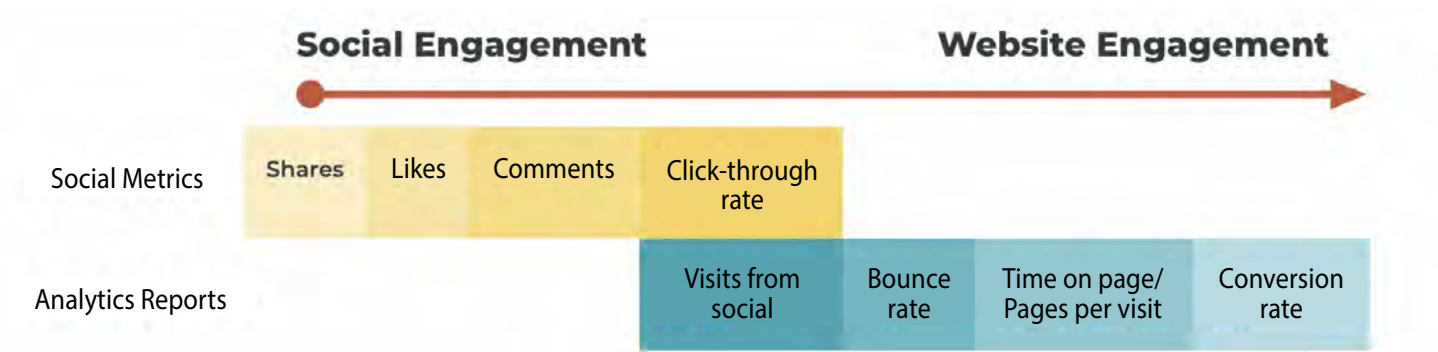 Social Engagement
Website Engagement
Social Metrics
Shares
Likes
Comments
Click-through
rate
Analytics Reports
Visits from
social
Bounce
rate
Time on page/
Pages per visit
Conversion
rate